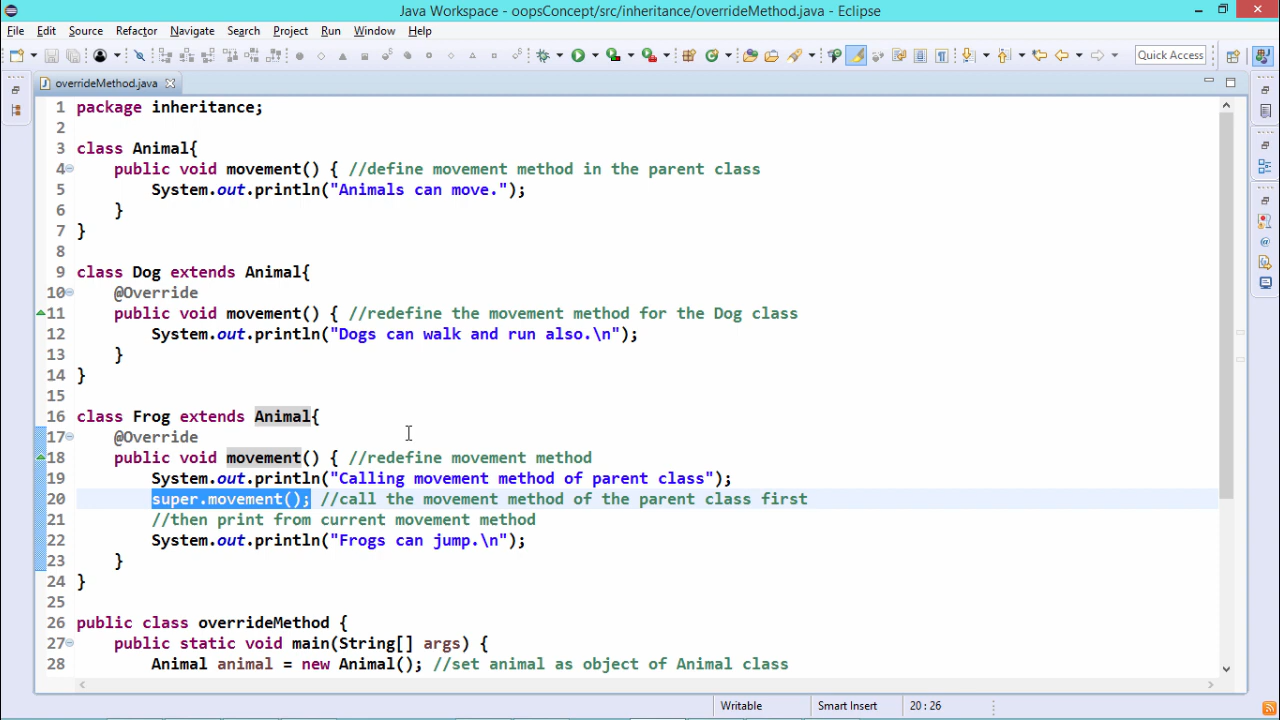 Java Workspace - oopsConcept/src/inheritance/overrideMethod.java - Eclipse
File Edit Source Refactor Navigate Search Project Run Window Help
Quick Access
overrideMethod.java
1 package inheritance;
2
3 class Animal{
4 public void movement() { //define movement method in the parent class
5 System.out.println("Animals can move.");
6 }
7 }
8
9 class Dog extends Animal{
10 @Override
11 public void movement() { //redefine the movement method for the Dog class
12 System.out.println("Dogs can walk and run also.\n");
13 }
14 }
15
16 class Frog extends Animal{
17 @Override
18 public void movement() { //redefine movement method
19 System.out.println("Calling movement method of parent class");
20 super.movement(); //call the movement method of the parent class first
21 //then print from current movement method
22 System.out.println("Frogs can jump.\n");
23 }
24 }
25
26 public class overrideMethod {
27 public static void main(String[] args) {
28 Animal animal = new Animal(); //set animal as object of Animal class
Writable Smart Insert 20 : 26